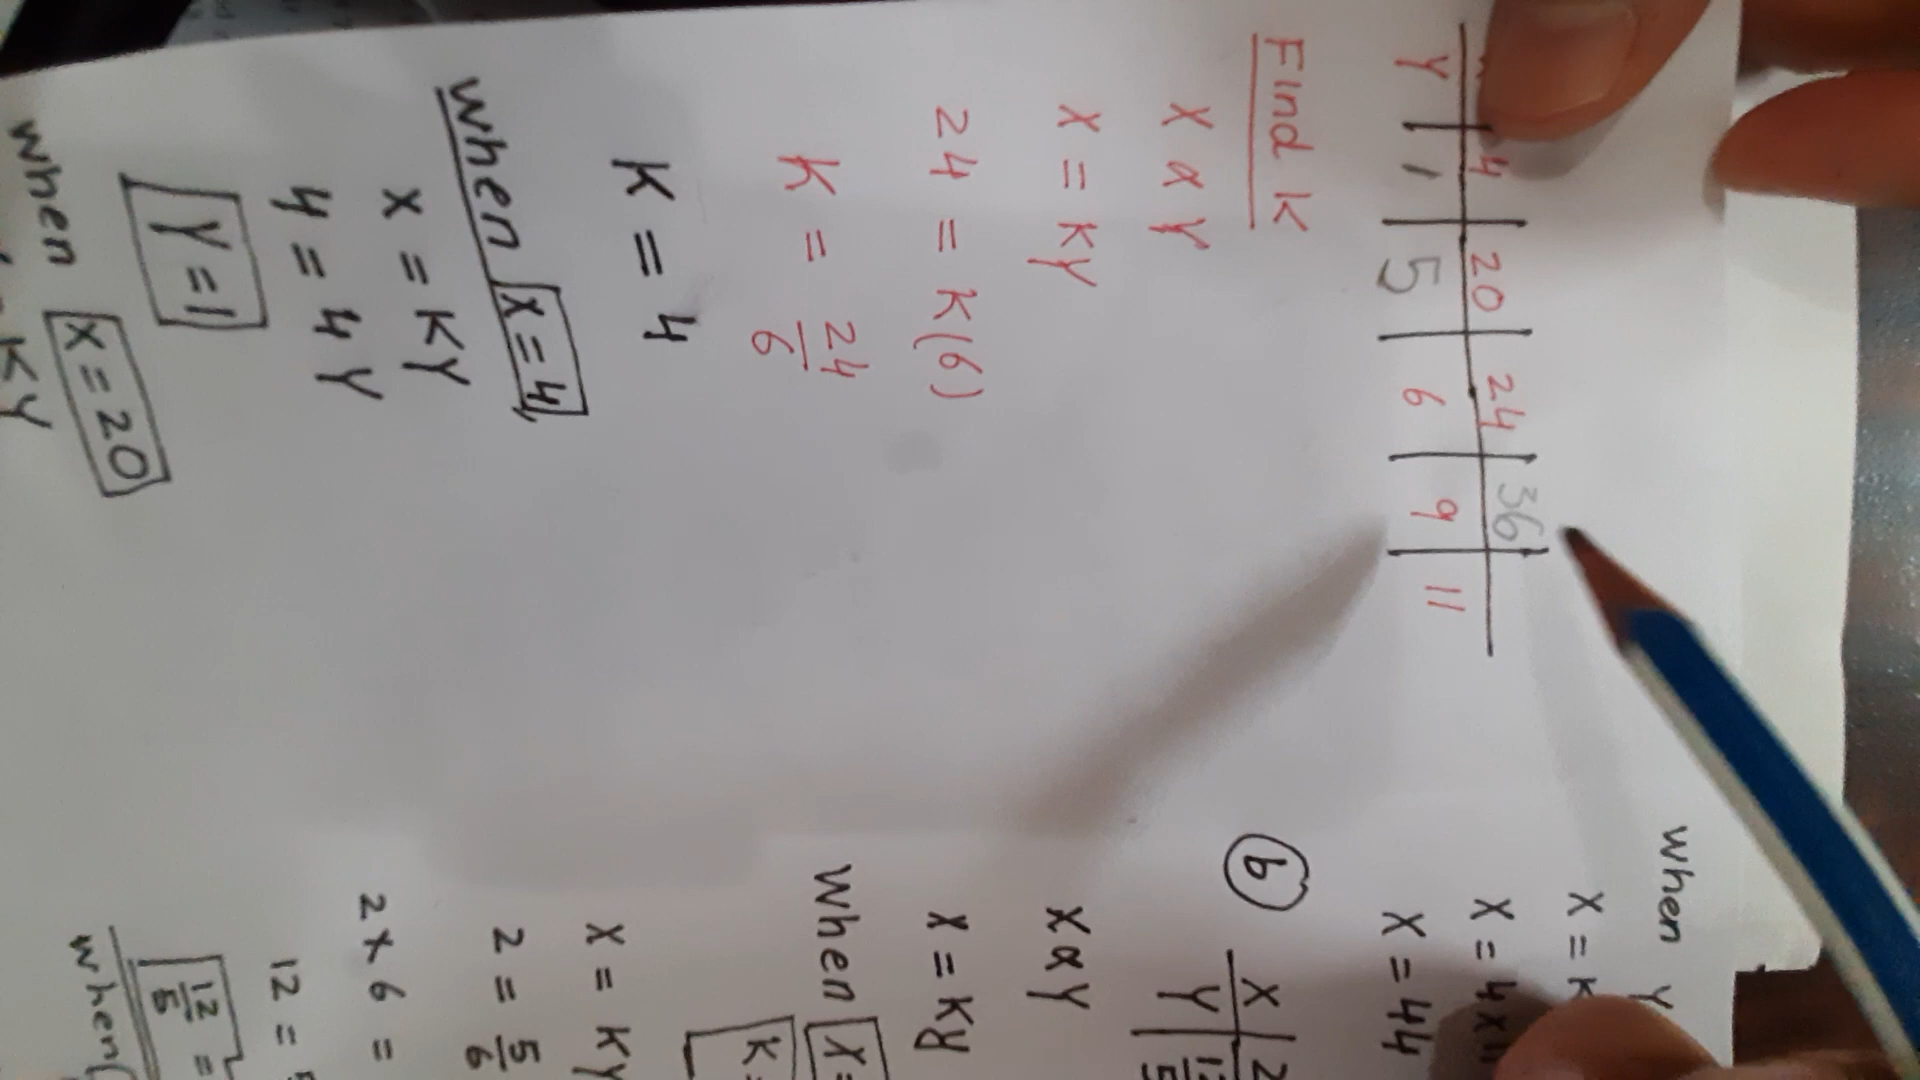 4 | 20 | 24 | 36 |
Y | 1 | 5 | 6 | 9 | 11
Find K
X α Y
X = KY
24 = K(6)
K = 24/6
K = 4
When X = 4
X = KY
4 = 4Y
Y = 1
When X = 20
KY
When Y
X = K
X = 4x11
X = 44
b
X | 2
Y | 12/5
X α Y
X = Ky
When X =
K =
X = KY
2 = 5/6
2 x 6 =
12 =
12/5 =
When